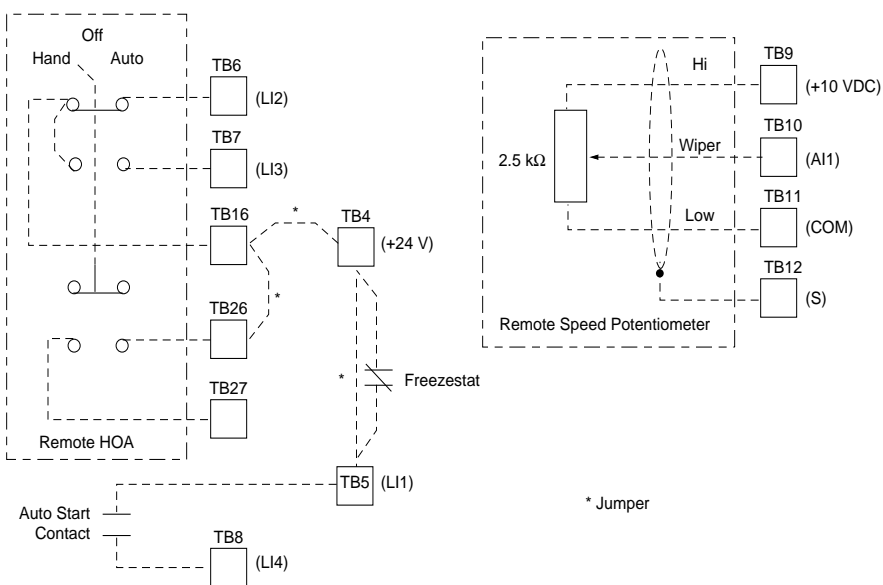 Off
Hand
Auto
TB6
(LI2)
TB7
(LI3)
TB16
*
TB4
(+24 V)
*
TB26
TB27
Remote HOA
*
Freezestat
TB5
(LI1)
Auto Start
Contact
TB8
(LI4)
Hi
TB9
(+10 VDC)
2.5 kΩ
Wiper
TB10
(AI1)
Low
TB11
(COM)
TB12
(S)
Remote Speed Potentiometer
* Jumper